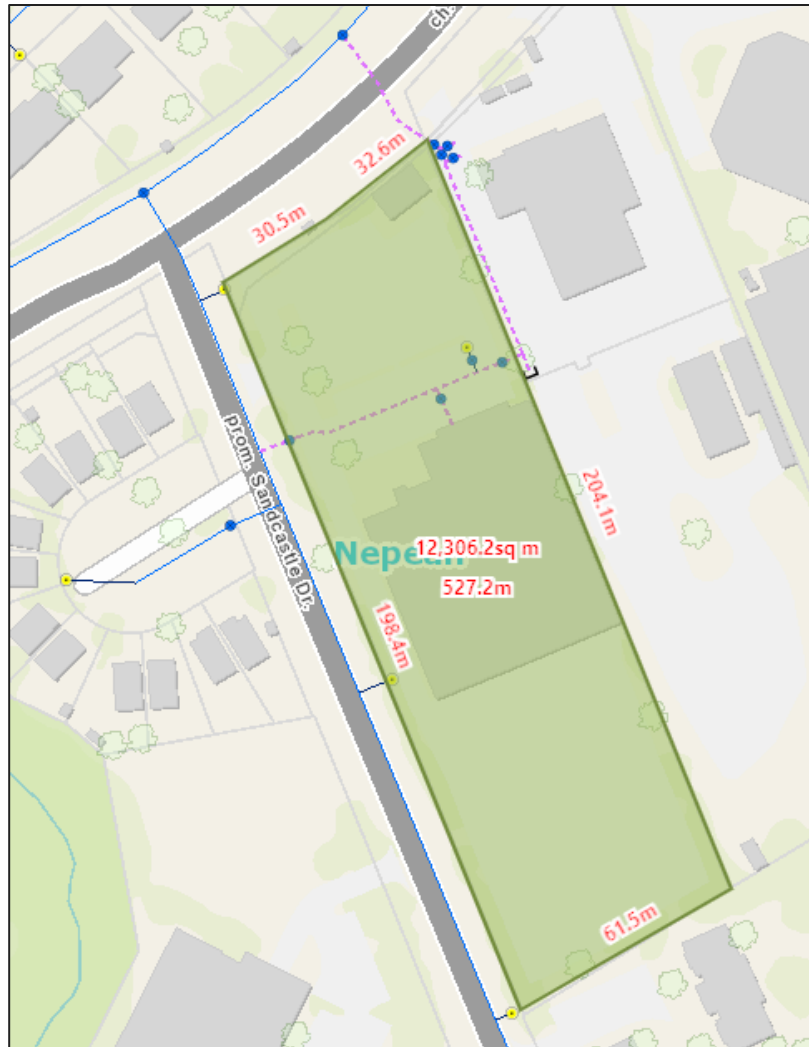 ch.
32.6m
30.5m
prom. Sandcastle Dr.
204.1m
12,306.2sq m
Nepean
527.2m
198.4m
61.5m